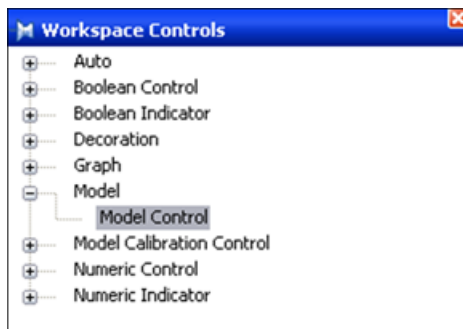 Workspace Controls
Auto
Boolean Control
Boolean Indicator
Decoration
Graph
Model
Model Control
Model Calibration Control
Numeric Control
Numeric Indicator